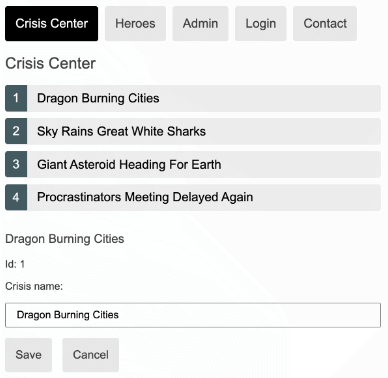 Crisis Center Heroes Admin Login Contact
Crisis Center
1 Dragon Burning Cities
2 Sky Rains Great White Sharks
3 Giant Asteroid Heading For Earth
4 Procrastinators Meeting Delayed Again
Dragon Burning Cities
Id: 1
Crisis name:
Dragon Burning Cities
Save Cancel